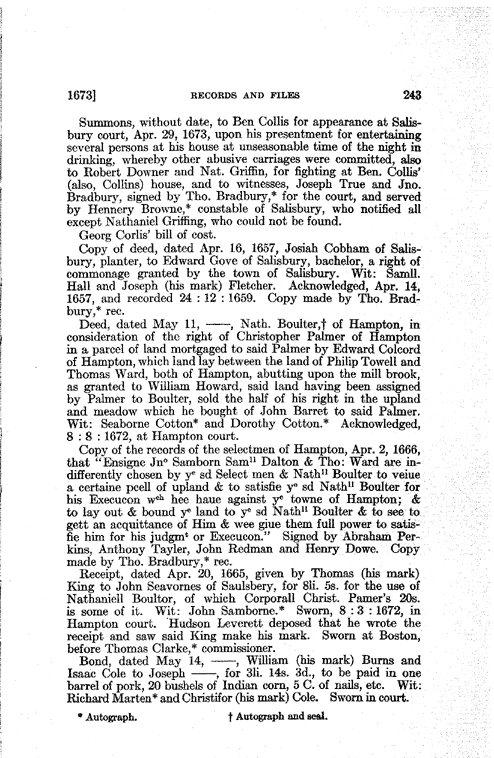 1673] RECORDS AND FILES 243
Summons, without date, to Ben Collis for appearance at Salis-
bury court, Apr. 29, 1673, upon his presentment for entertaining
several persons at his house at unseasonable time of the night in
drinking, whereby other abusive carriages were committed, also
to Robert Downer and Nat. Griffin, for fighting at Ben. Collis'
(also, Collins) house, and to witnesses, Joseph True and Jno.
Bradbury, signed by Tho. Bradbury,* for the court, and served
by Hennery Browne,* constable of Salisbury, who notified all
except Nathaniel Griffing, who could not be found.
Georg Corlis' bill of cost.
Copy of deed, dated Apr. 16, 1657, Josiah Cobham of Salis-
bury, planter, to Edward Gove of Salisbury, bachelor, a right of
commonage granted by the town of Salisbury. Wit: Samll.
Hall and Joseph (his mark) Fletcher. Acknowledged, Apr. 14,
1657, and recorded 24 : 12 : 1659. Copy made by Tho. Brad-
bury,* rec.
Deed, dated May 11, ——, Nath. Boulter,† of Hampton, in
consideration of the right of Christopher Palmer of Hampton
in a parcel of land mortgaged to said Palmer by Edward Colcord
of Hampton, which land lay between the land of Philip Towell and
Thomas Ward, both of Hampton, abutting upon the mill brook,
as granted to William Howard, said land having been assigned
by Palmer to Boulter, sold the half of his right in the upland
and meadow which he bought of John Barret to said Palmer.
Wit: Seaborne Cotton* and Dorothy Cotton.* Acknowledged,
8 : 8 : 1672, at Hampton court.
Copy of the records of the selectmen of Hampton, Apr. 2, 1666,
that "Ensigne Jnº Samborn Samˡˡ Dalton & Tho: Ward are in-
differently chosen by yᵉ sd Select men & Nathˡˡ Boulter to veiue
a certaine pcell of upland & to satisfie yᵉ sd Nathˡˡ Boulter for
his Execucon wᶜʰ hee haue against yᵉ towne of Hampton; &
to lay out & bound yᵉ land to yᵉ sd Nathˡˡ Boulter & to see to
gett an acquittance of Him & wee giue them full power to satis-
fie him for his judgmᵗ or Execucon." Signed by Abraham Per-
kins, Anthony Tayler, John Redman and Henry Dowe. Copy
made by Tho. Bradbury,* rec.
Receipt, dated Apr. 20, 1665, given by Thomas (his mark)
King to John Seavornes of Saulsbery, for 8li. 5s. for the use of
Nathaniell Boultor, of which Corporall Christ. Pamer's 20s.
is some of it. Wit: John Samborne.* Sworn, 8 : 3 : 1672, in
Hampton court. Hudson Leverett deposed that he wrote the
receipt and saw said King make his mark. Sworn at Boston,
before Thomas Clarke,* commissioner.
Bond, dated May 14, ——, William (his mark) Burns and
Isaac Cole to Joseph ——, for 3li. 14s. 3d., to be paid in one
barrel of pork, 20 bushels of Indian corn, 5 C. of nails, etc. Wit:
Richard Marten* and Christifor (his mark) Cole. Sworn in court.
* Autograph. † Autograph and seal.